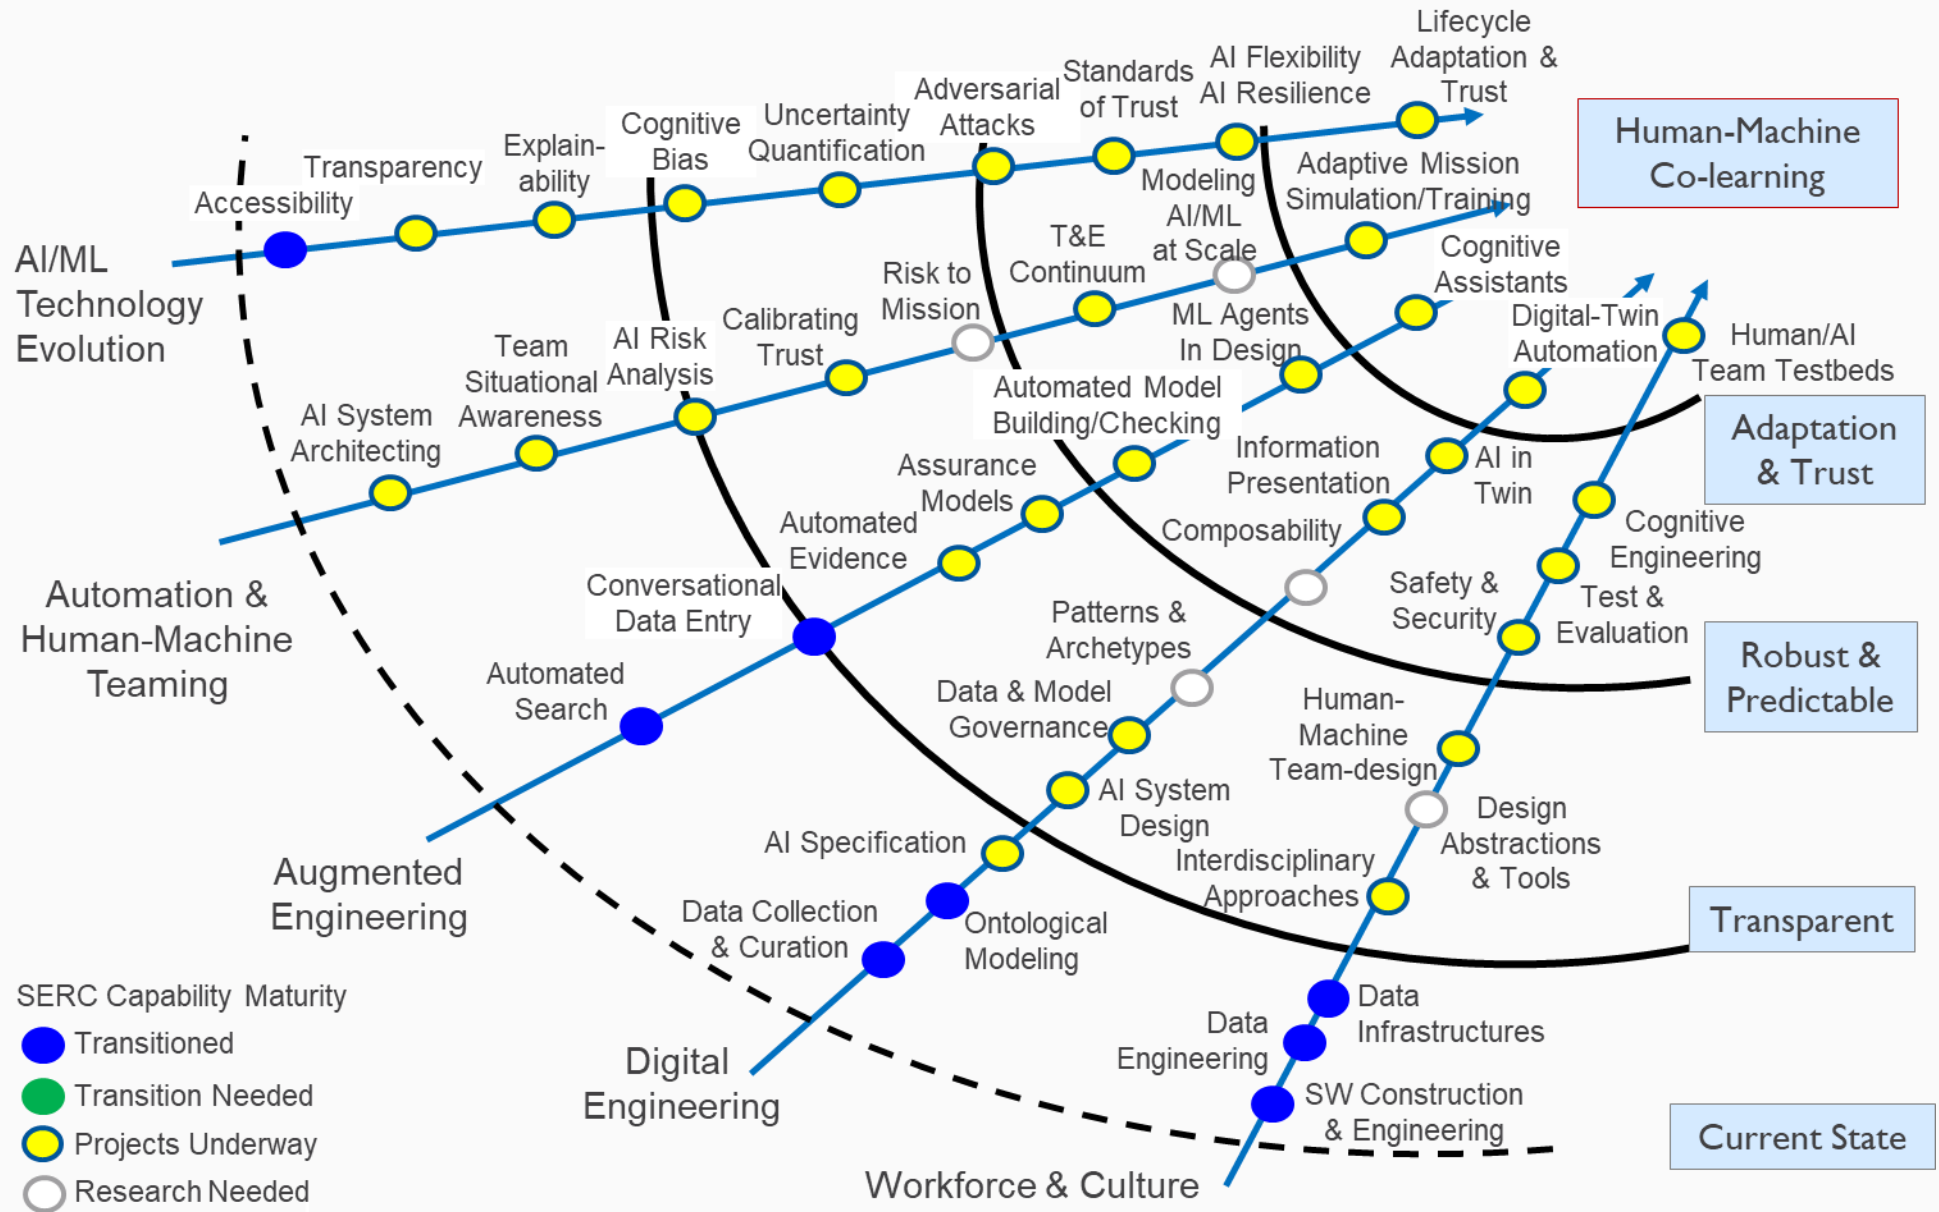 Lifecycle
Adaptation &
Trust
AI Flexibility
AI Resilience
Standards
of Trust
Adversarial
Attacks
Uncertainty
Quantification
Cognitive
Bias
Explain-
ability
Transparency
Accessibility
AI/ML
Technology
Evolution
Human-Machine
Co-learning
Adaptive Mission
Simulation/Training
Modeling
AI/ML
at Scale
T&E
Continuum
Risk to
Mission
Calibrating
Trust
AI Risk
Analysis
Team
Situational
Awareness
AI System
Architecting
Automation &
Human-Machine
Teaming
Cognitive
Assistants
ML Agents
In Design
Automated Model
Building/Checking
Assurance
Models
Automated
Evidence
Conversational
Data Entry
Automated
Search
Augmented
Engineering
Digital-Twin
Automation
AI in
Twin
Information
Presentation
Composability
Patterns &
Archetypes
Data & Model
Governance
AI System
Design
AI Specification
Ontological
Modeling
Data Collection
& Curation
Digital
Engineering
Human/AI
Team Testbeds
Adaptation
& Trust
Cognitive
Engineering
Test &
Evaluation
Safety &
Security
Robust &
Predictable
Human-
Machine
Team-design
Design
Abstractions
& Tools
Interdisciplinary
Approaches
Transparent
Data
Infrastructures
Data
Engineering
SW Construction
& Engineering
Current State
Workforce & Culture
SERC Capability Maturity
Transitioned
Transition Needed
Projects Underway
Research Needed